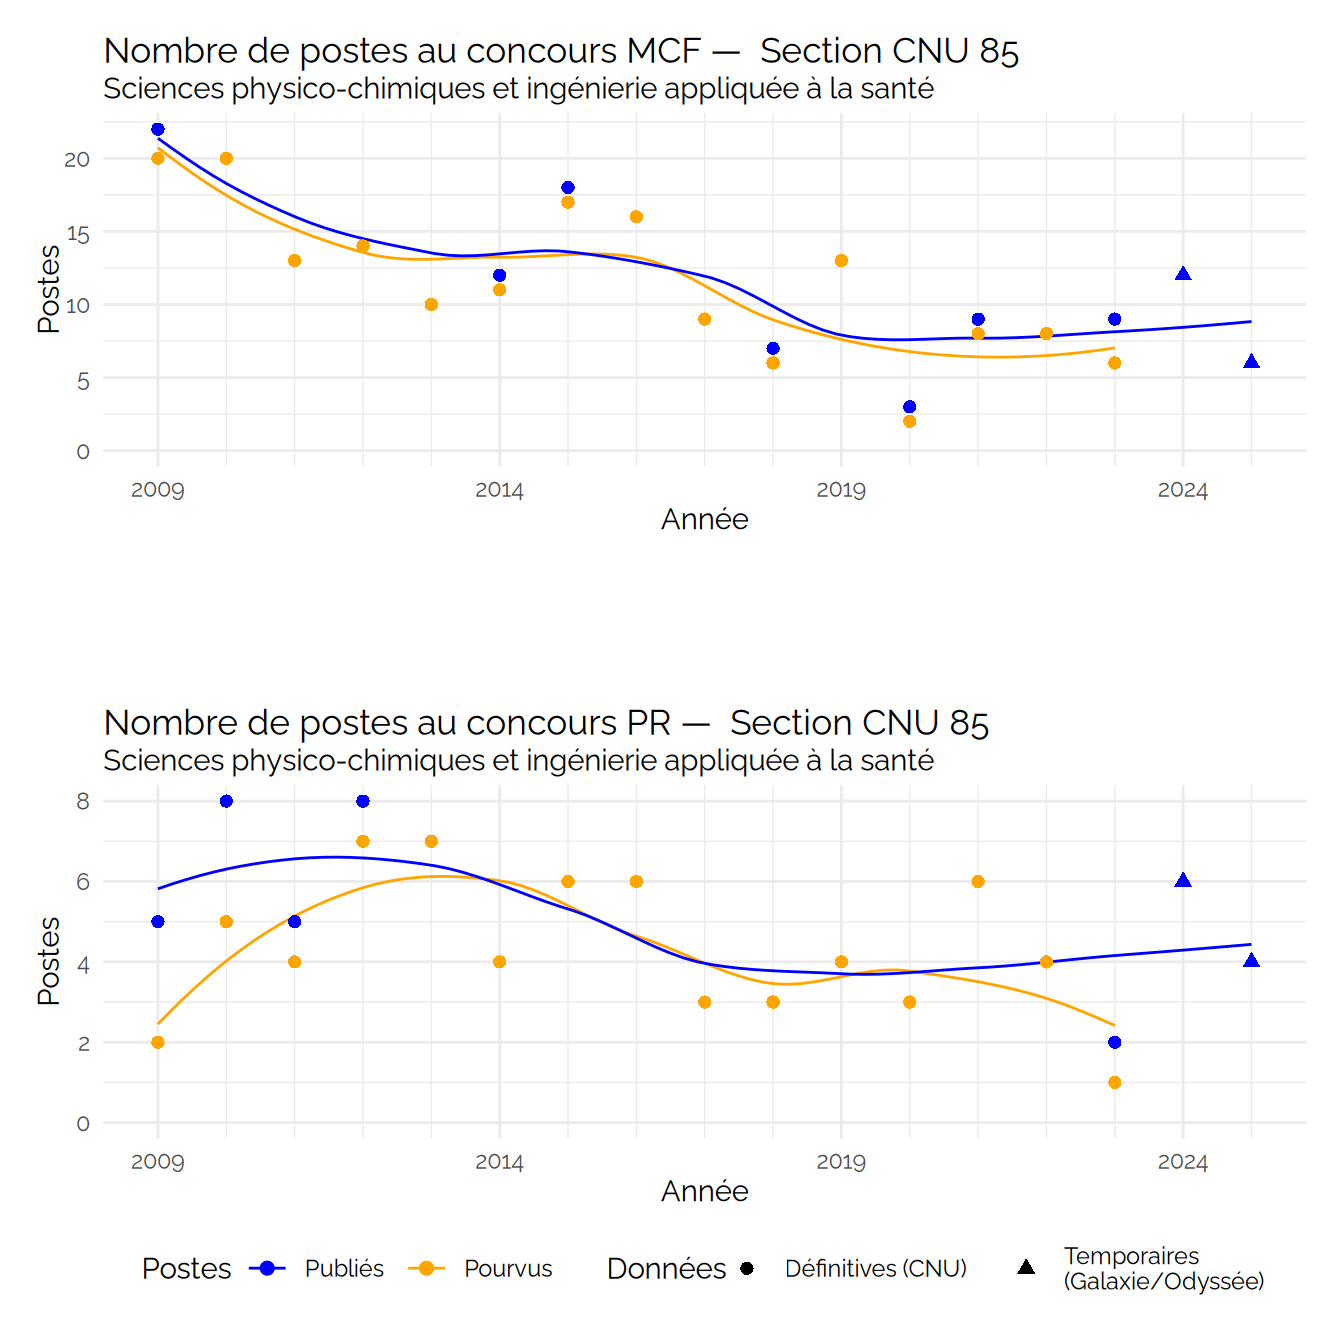 Nombre de postes au concours MCF —  Section CNU 85
Sciences physico-chimiques et ingénierie appliquée à la santé
20
15
10
5
0
Postes
2009 2014 2019 2024
Année
Nombre de postes au concours PR —  Section CNU 85
Sciences physico-chimiques et ingénierie appliquée à la santé
8
6
4
2
0
Postes
2009 2014 2019 2024
Année
Postes Publiés Pourvus Données Définitives (CNU) Temporaires
(Galaxie/Odyssée)